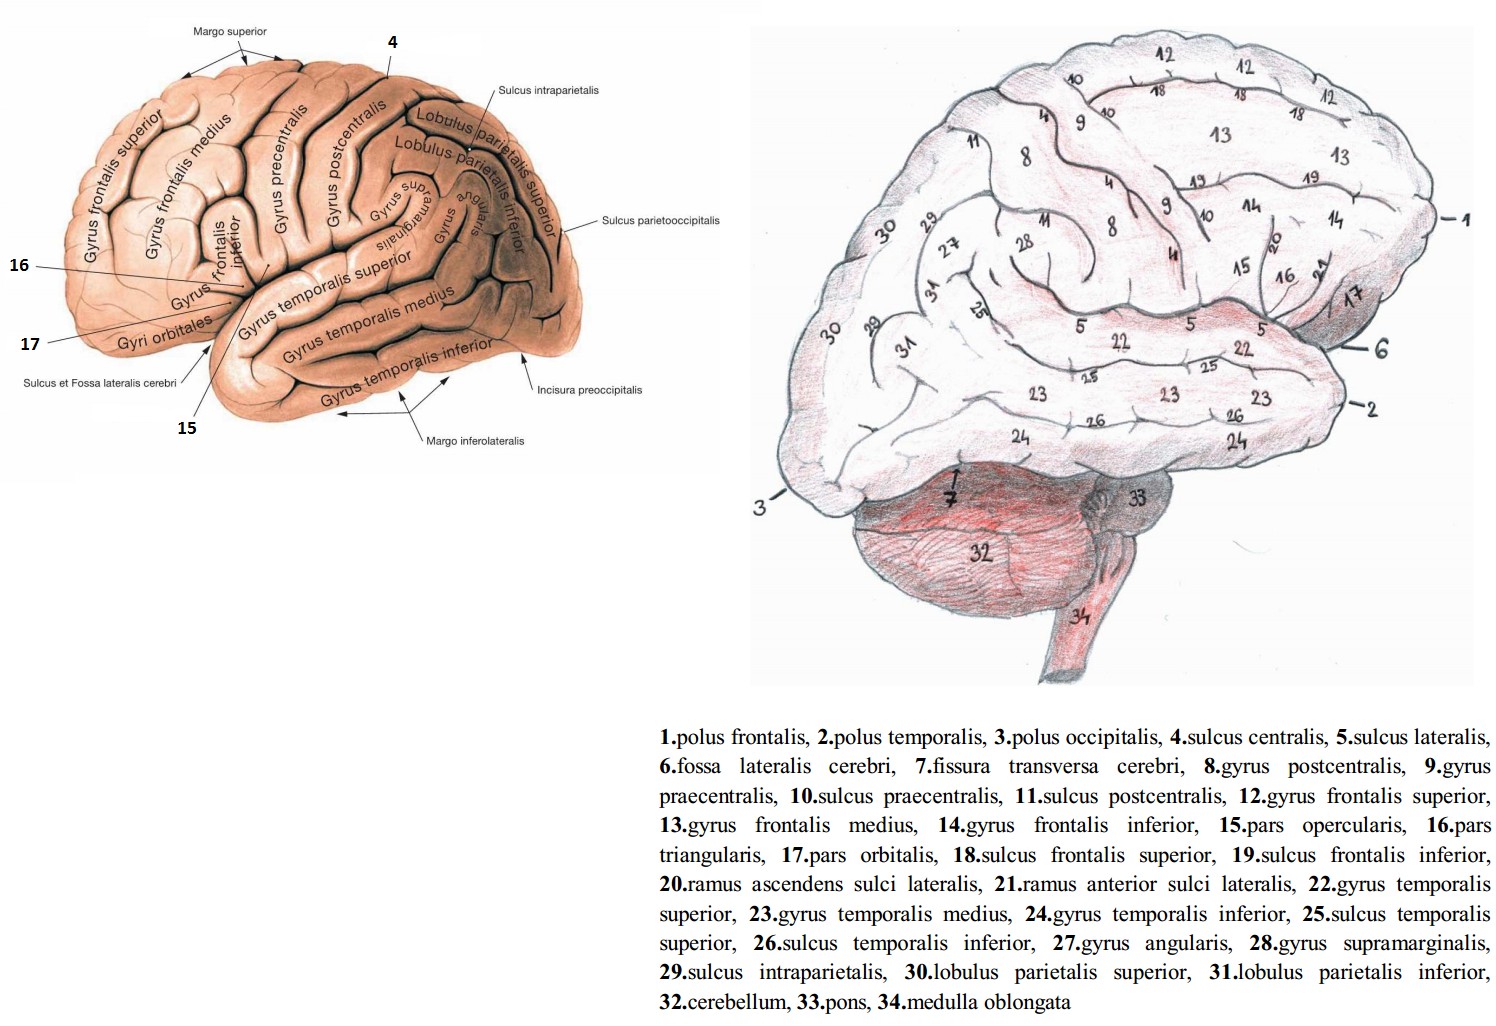 Margo superior
4
Sulcus intraparietalis
Gyrus frontalis superior
Gyrus frontalis medius
Gyrus precentralis
Gyrus postcentralis
Lobulus parietalis superior
Lobulus parietalis inferior
Gyrus supramarginalis
Gyrus angularis
Sulcus parietooccipitalis
Gyrus frontalis inferior
16
Gyrus temporalis superior
Gyrus temporalis medius
Gyrus temporalis inferior
Gyri orbitales
17
Sulcus et Fossa lateralis cerebri
Incisura preoccipitalis
15
Margo inferolateralis
12
12
10
18
18
12
4
9
10
18
11
8
13
13
4
19
19
9
10
14
14
1
30
29
11
8
28
27
20
4
15
16
21
31
25
17
30
29
5
5
5
31
22
22
6
25
25
23
23
23
2
26
26
24
24
3
7
33
32
34
1.polus frontalis, 2.polus temporalis, 3.polus occipitalis, 4.sulcus centralis, 5.sulcus lateralis,
6.fossa lateralis cerebri, 7.fissura transversa cerebri, 8.gyrus postcentralis, 9.gyrus
praecentralis, 10.sulcus praecentralis, 11.sulcus postcentralis, 12.gyrus frontalis superior,
13.gyrus frontalis medius, 14.gyrus frontalis inferior, 15.pars opercularis, 16.pars
triangularis, 17.pars orbitalis, 18.sulcus frontalis superior, 19.sulcus frontalis inferior,
20.ramus ascendens sulci lateralis, 21.ramus anterior sulci lateralis, 22.gyrus temporalis
superior, 23.gyrus temporalis medius, 24.gyrus temporalis inferior, 25.sulcus temporalis
superior, 26.sulcus temporalis inferior, 27.gyrus angularis, 28.gyrus supramarginalis,
29.sulcus intraparietalis, 30.lobulus parietalis superior, 31.lobulus parietalis inferior,
32.cerebellum, 33.pons, 34.medulla oblongata